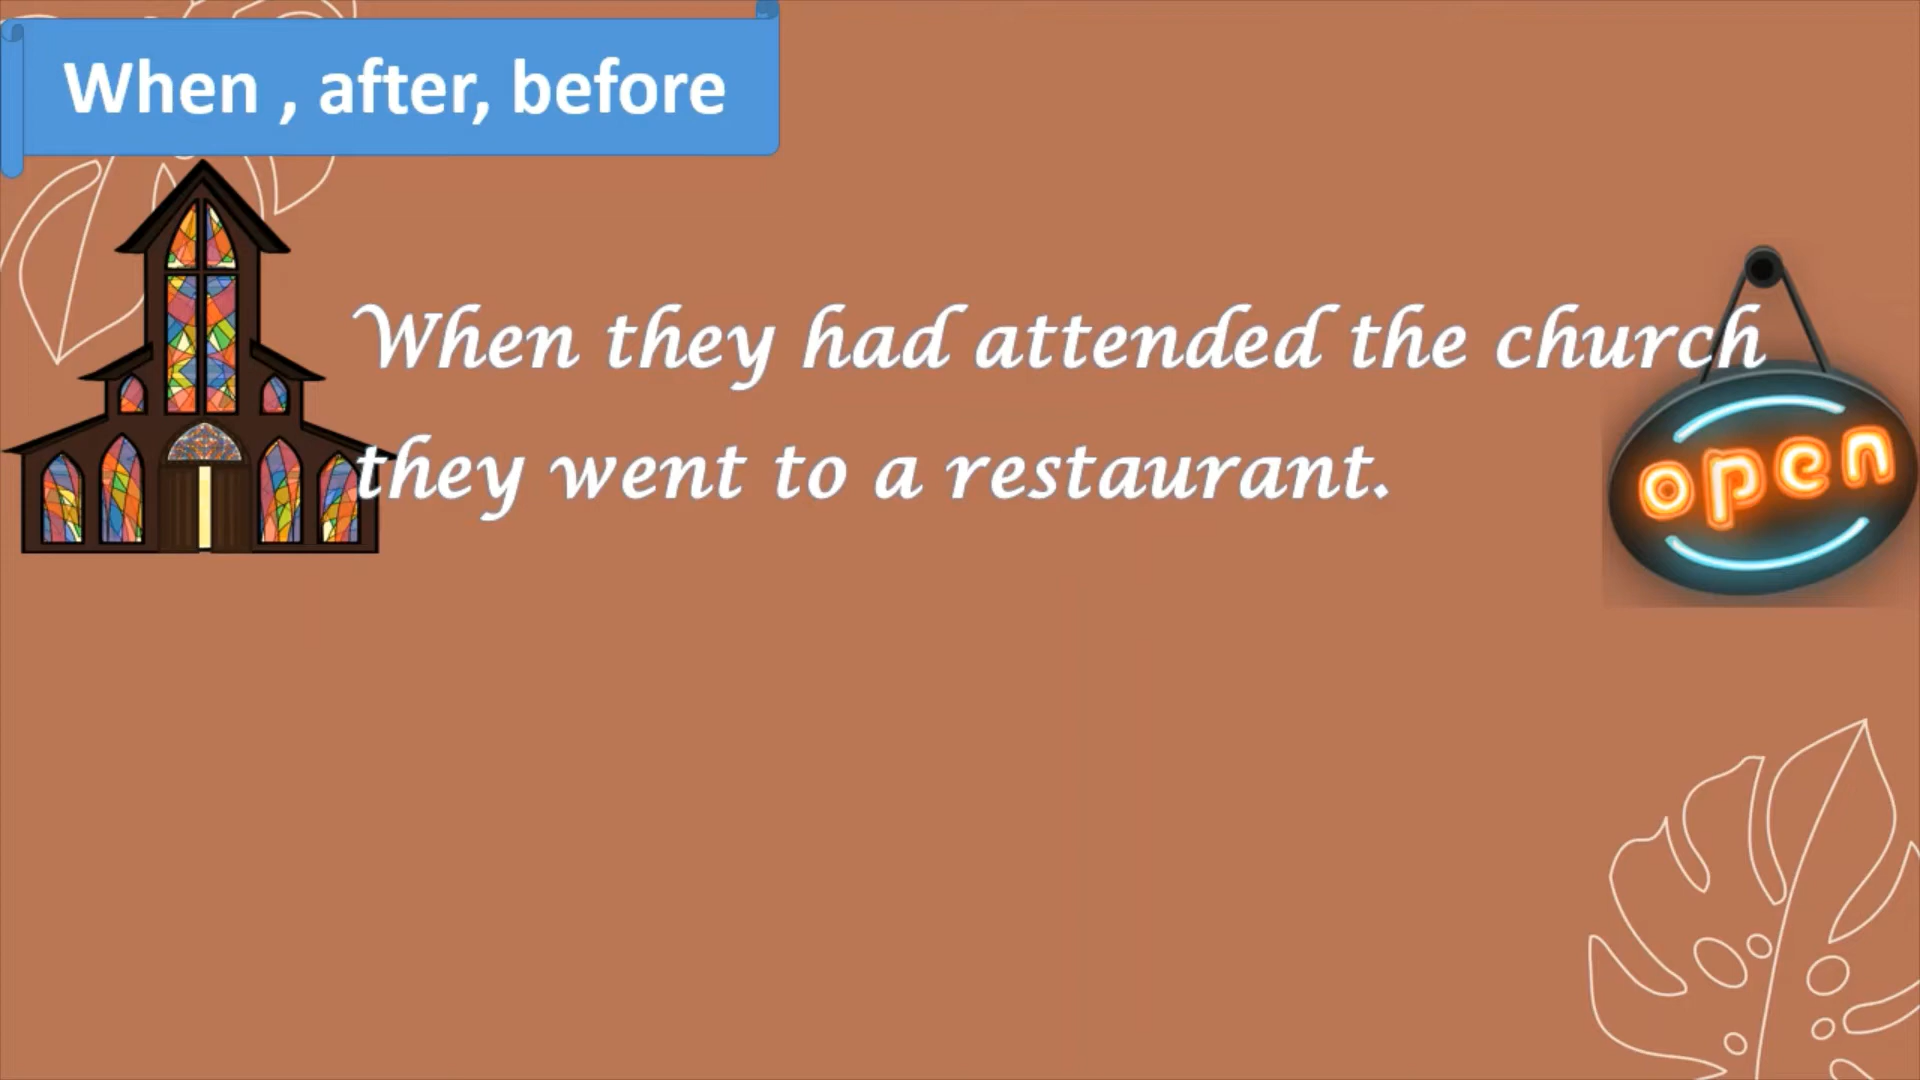 When , after, before
When they had attended the church
they went to a restaurant.
open